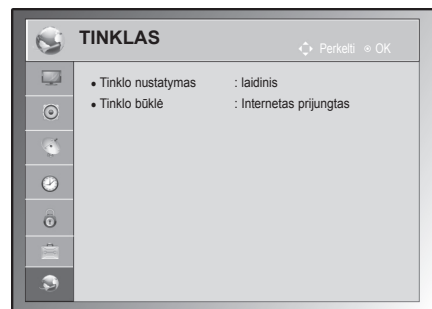 TINKLAS
Perkelti OK
• Tinklo nustatymas : laidinis
• Tinklo būklė : Internetas prijungtas